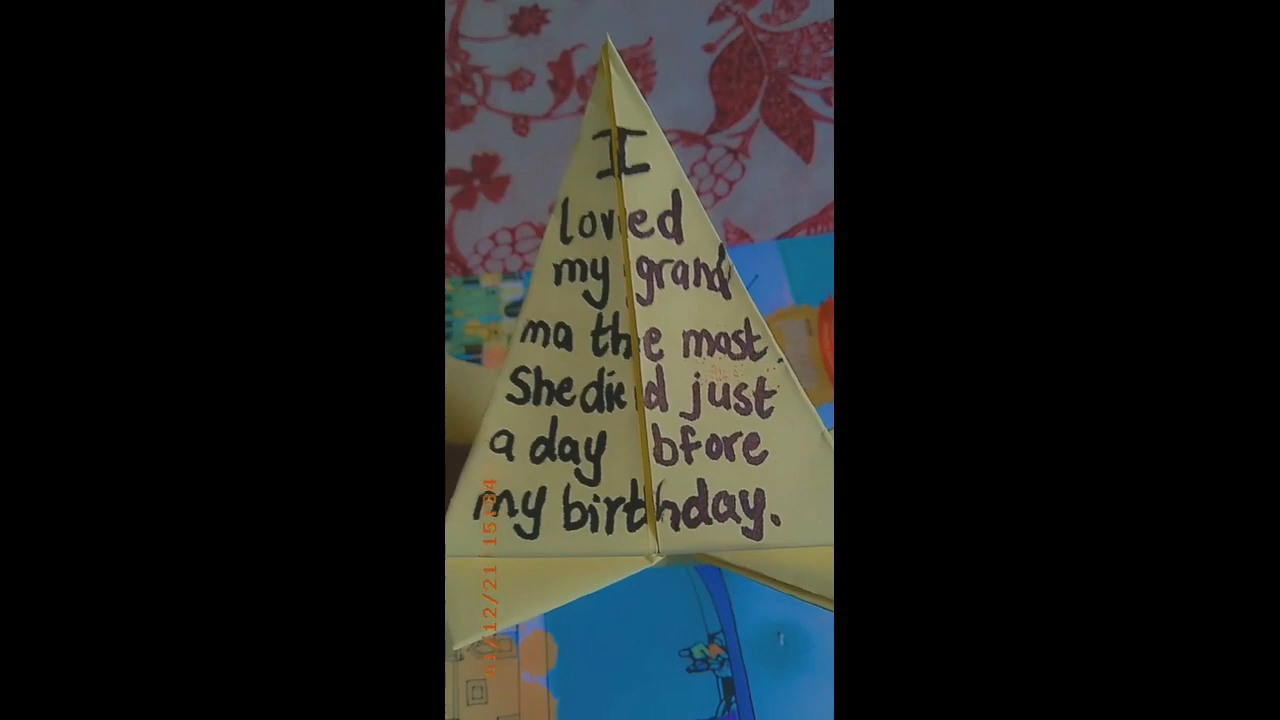 I
loved
my grand
ma the most.
She died just
a day bfore
my birthday.